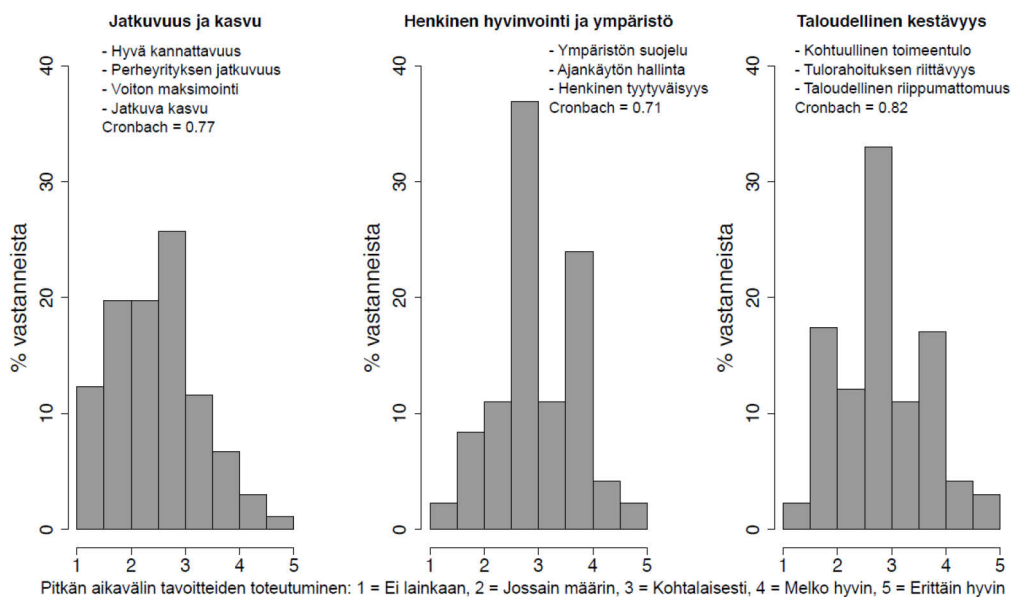 Jatkuvuus ja kasvu
- Hyvä kannattavuus
- Perheyrityksen jatkuvuus
- Voiton maksimointi
- Jatkuva kasvu
Cronbach = 0.77
% vastanneista
40
30
20
10
0
1 2 3 4 5
Henkinen hyvinvointi ja ympäristö
- Ympäristön suojelu
- Ajankäytön hallinta
- Henkinen tyytyväisyys
Cronbach = 0.71
% vastanneista
40
30
20
10
0
1 2 3 4 5
Taloudellinen kestävyys
- Kohtuullinen toimeentulo
- Tulorahoituksen riittävyys
- Taloudellinen riippumattomuus
Cronbach = 0.82
% vastanneista
40
30
20
10
0
1 2 3 4 5
Pitkän aikavälin tavoitteiden toteutuminen: 1 = Ei lainkaan, 2 = Jossain määrin, 3 = Kohtalaisesti, 4 = Melko hyvin, 5 = Erittäin hyvin